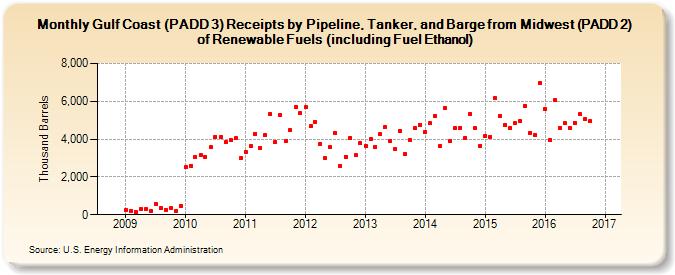 Monthly Gulf Coast (PADD 3) Receipts by Pipeline, Tanker, and Barge from Midwest (PADD 2)
of Renewable Fuels (including Fuel Ethanol)
Thousand Barrels
8,000
6,000
4,000
2,000
0
2009 2010 2011 2012 2013 2014 2015 2016 2017
Source: U.S. Energy Information Administration